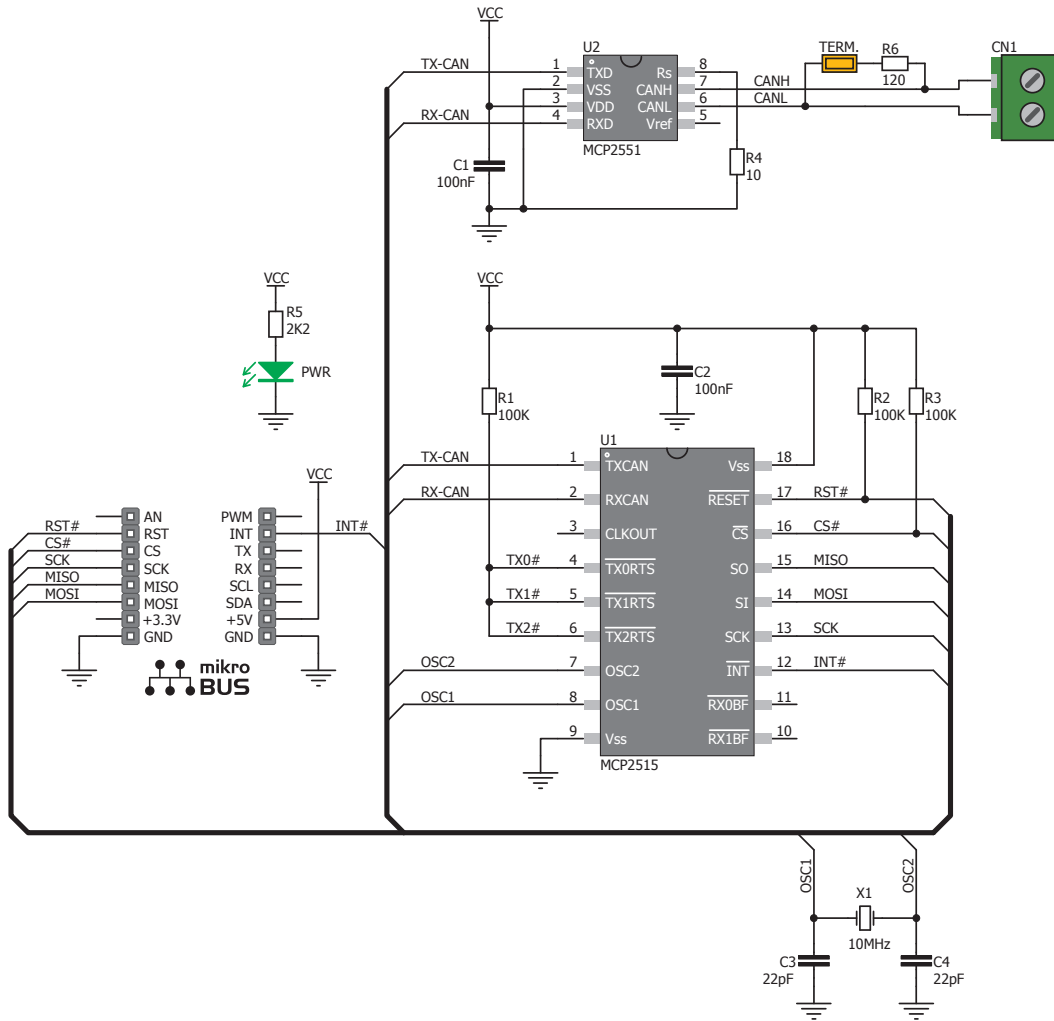 VCC
U2
TERM.
R6
120
CN1
TX-CAN
1
TXD
Rs
8
2
VSS
CANH
7
CANH
3
VDD
CANL
6
CANL
RX-CAN
4
RXD
Vref
5
MCP2551
C1
100nF
R4
10
VCC
R5
2K2
PWR
VCC
R1
100K
C2
100nF
R2
100K
R3
100K
U1
TX-CAN
1
TXCAN
Vss
18
RX-CAN
2
RXCAN
RESET
17
RST#
3
CLKOUT
CS
16
CS#
TX0#
4
TX0RTS
SO
15
MISO
TX1#
5
TX1RTS
SI
14
MOSI
TX2#
6
TX2RTS
SCK
13
SCK
OSC2
7
OSC2
INT
12
INT#
OSC1
8
OSC1
RX0BF
11
9
Vss
RX1BF
10
MCP2515
VCC
AN
PWM
RST#
RST
INT
INT#
CS#
CS
TX
SCK
SCK
RX
MISO
MISO
SCL
MOSI
MOSI
SDA
+3.3V
+5V
GND
GND
mikro
BUS
OSC1
OSC2
X1
10MHz
C3
22pF
C4
22pF